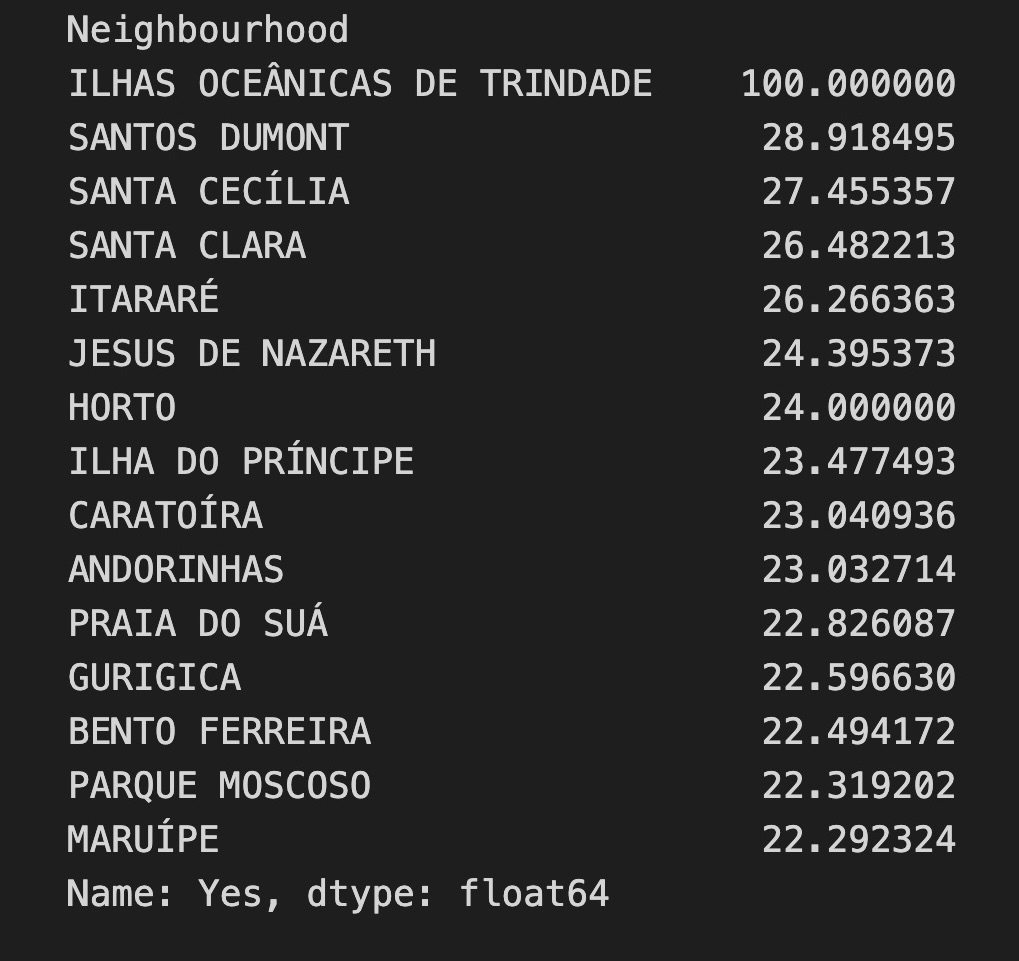 Neighbourhood
ILHAS OCEÂNICAS DE TRINDADE 100.000000
SANTOS DUMONT 28.918495
SANTA CECÍLIA 27.455357
SANTA CLARA 26.482213
ITARARÉ 26.266363
JESUS DE NAZARETH 24.395373
HORTO 24.000000
ILHA DO PRÍNCIPE 23.477493
CARATOÍRA 23.040936
ANDORINHAS 23.032714
PRAIA DO SUÁ 22.826087
GURIGICA 22.596630
BENTO FERREIRA 22.494172
PARQUE MOSCOSO 22.319202
MARUÍPE 22.292324
Name: Yes, dtype: float64